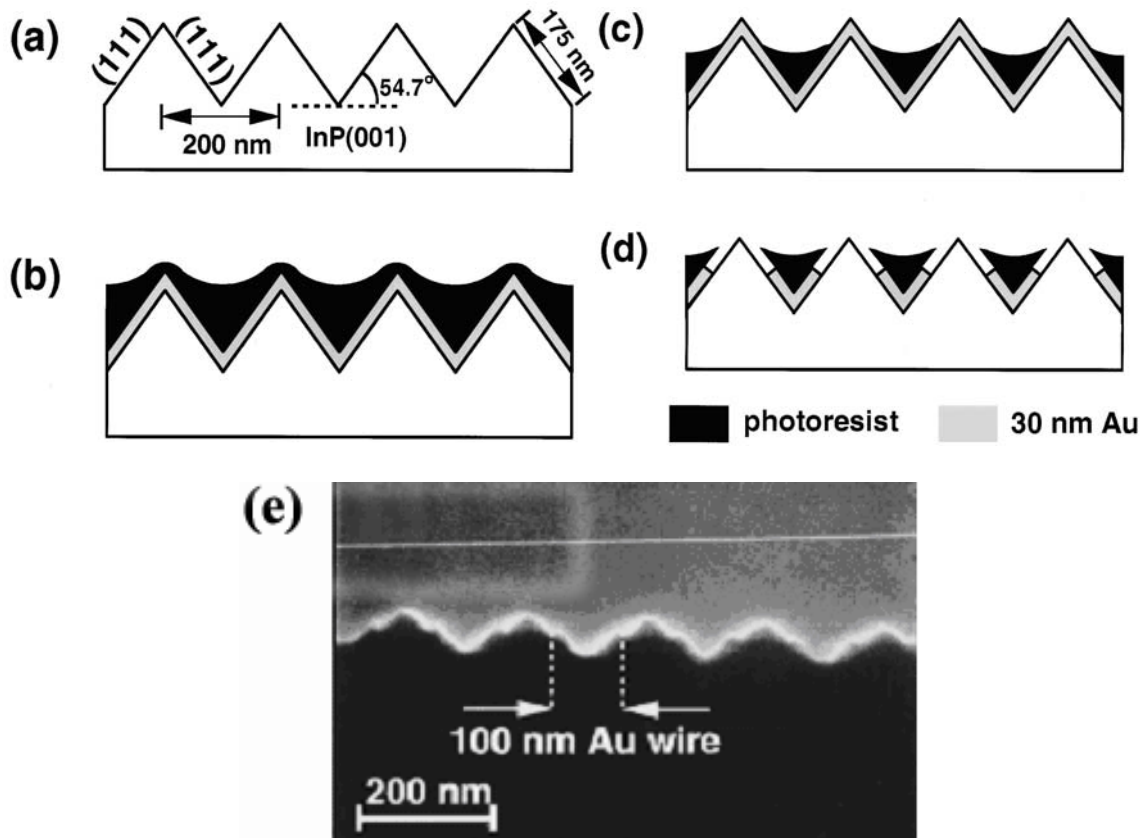 (a)
(111)
(111)
175 nm
54.7°
200 nm
InP(001)
(b)
(c)
(d)
photoresist
30 nm Au
(e)
100 nm Au wire
200 nm